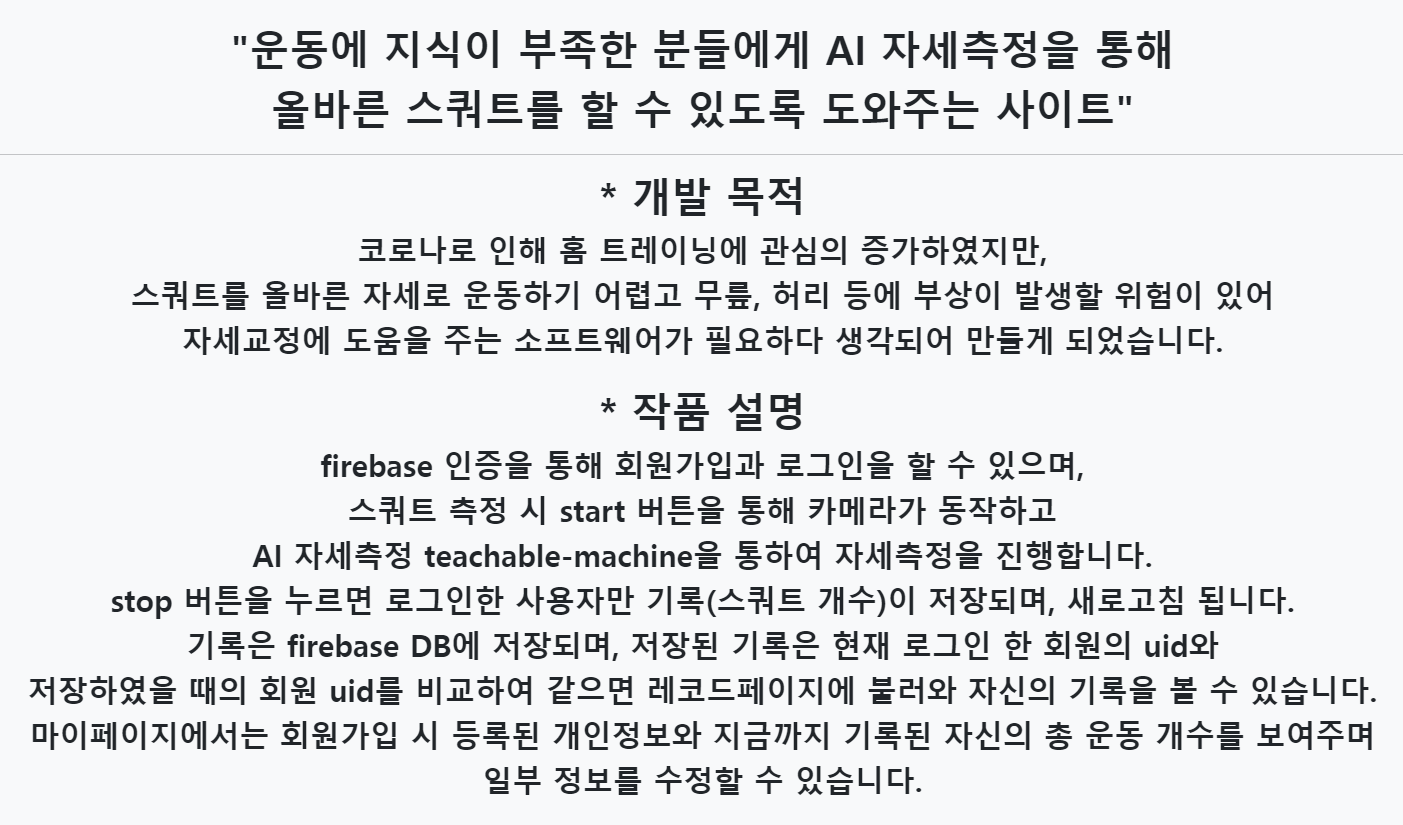 "운동에 지식이 부족한 분들에게 AI 자세측정을 통해
올바른 스쿼트를 할 수 있도록 도와주는 사이트"
* 개발 목적
코로나로 인해 홈 트레이닝에 관심의 증가하였지만,
스쿼트를 올바른 자세로 운동하기 어렵고 무릎, 허리 등에 부상이 발생할 위험이 있어
자세교정에 도움을 주는 소프트웨어가 필요하다 생각되어 만들게 되었습니다.
* 작품 설명
firebase 인증을 통해 회원가입과 로그인을 할 수 있으며,
스쿼트 측정 시 start 버튼을 통해 카메라가 동작하고
AI 자세측정 teachable-machine을 통하여 자세측정을 진행합니다.
stop 버튼을 누르면 로그인한 사용자만 기록(스쿼트 개수)이 저장되며, 새로고침 됩니다.
기록은 firebase DB에 저장되며, 저장된 기록은 현재 로그인 한 회원의 uid와
저장하였을 때의 회원 uid를 비교하여 같으면 레코드페이지에 불러와 자신의 기록을 볼 수 있습니다.
마이페이지에서는 회원가입 시 등록된 개인정보와 지금까지 기록된 자신의 총 운동 개수를 보여주며
일부 정보를 수정할 수 있습니다.